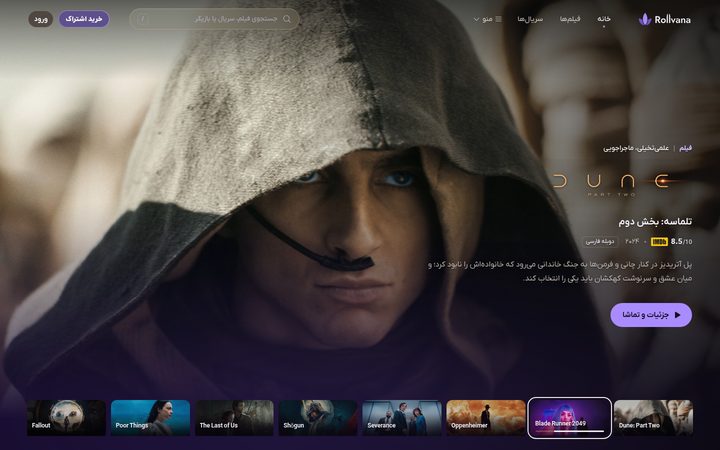 Rollvana
خانه
فیلم‌ها
سریال‌ها
منو
جستجوی فیلم، سریال یا بازیگر
/
خرید اشتراک
ورود
فیلم | علمی‌تخیلی، ماجراجویی
DUNE
PART TWO
تلماسه: بخش دوم
8.5/10 IMDb • ۲۰۲۴ دوبله فارسی
پل آتریدیز در کنار چانی و فرمن‌ها به جنگ خاندانی می‌رود که خانواده‌اش را نابود کرد؛ و
میان عشق و سرنوشت کهکشان باید یکی را انتخاب کند.
جزئیات و تماشا
Fallout
Poor Things
The Last of Us
Shōgun
Severance
Oppenheimer
Blade Runner 2049
Dune: Part Two